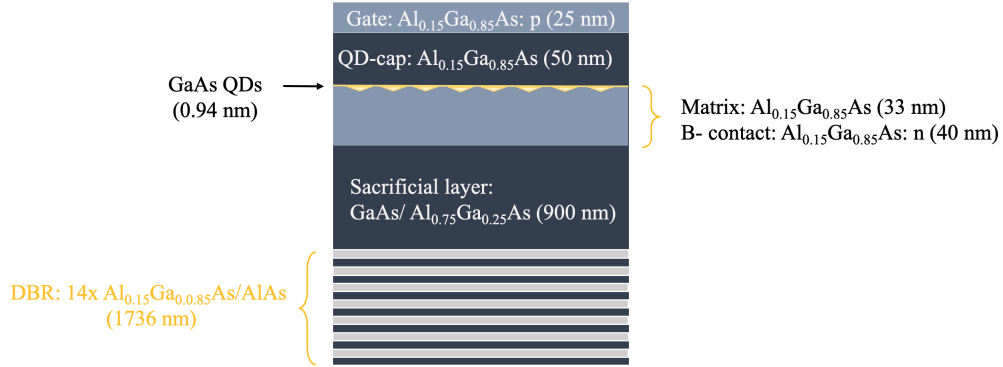 Gate: Al₀.₁₅Ga₀.₈₅As: p (25 nm)
QD-cap: Al₀.₁₅Ga₀.₈₅As (50 nm)
GaAs QDs
(0.94 nm)
Matrix: Al₀.₁₅Ga₀.₈₅As (33 nm)
B- contact: Al₀.₁₅Ga₀.₈₅As: n (40 nm)
Sacrificial layer:
GaAs/ Al₀.₇₅Ga₀.₂₅As (900 nm)
DBR: 14x Al₀.₁₅Ga₀.₀.₈₅As/AlAs
(1736 nm)